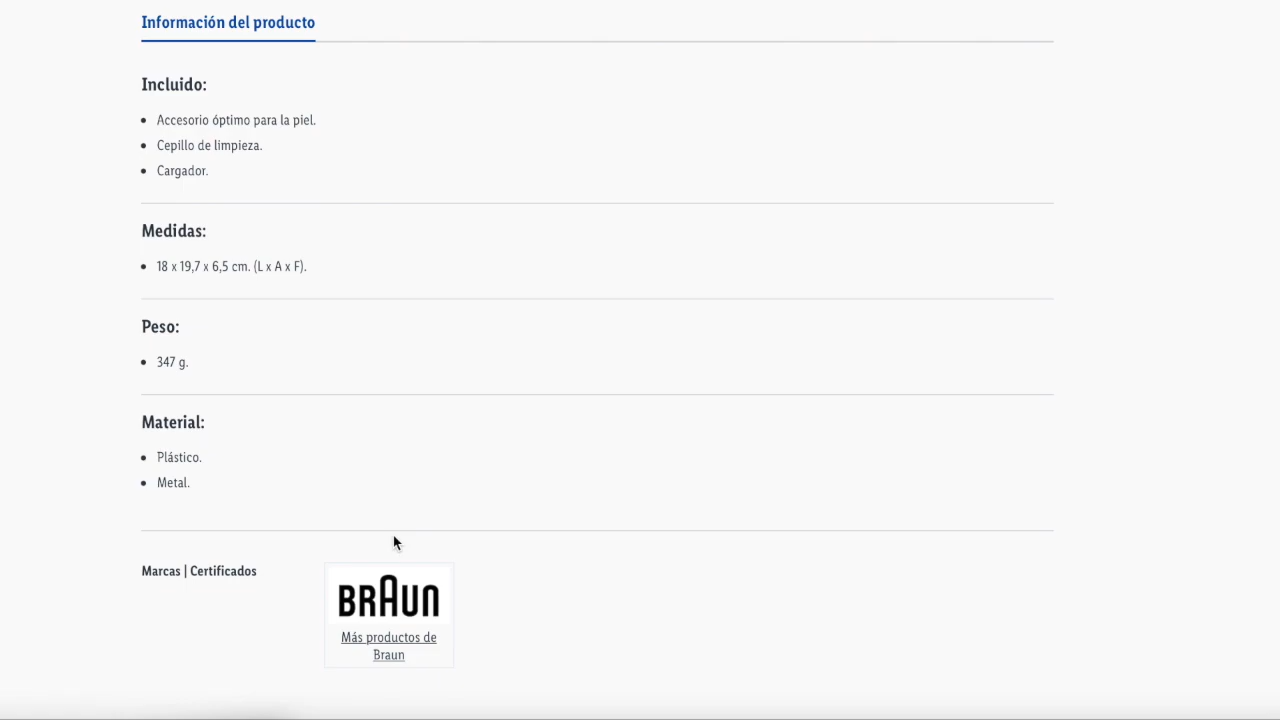 Información del producto
Incluido:
Accesorio óptimo para la piel.
Cepillo de limpieza.
Cargador.
Medidas:
18 x 19,7 x 6,5 cm. (L x A x F).
Peso:
347 g.
Material:
Plástico.
Metal.
Marcas | Certificados
BRAUN
Más productos de
Braun